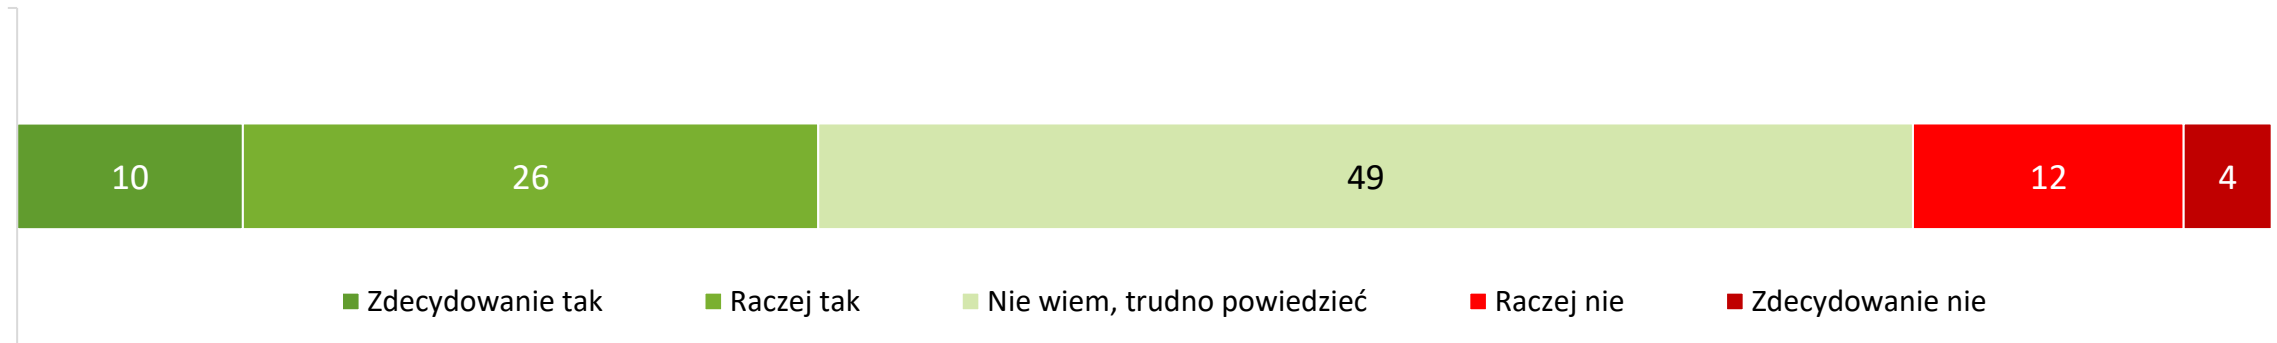 10 26 49 12 4
Zdecydowanie tak Raczej tak Nie wiem, trudno powiedzieć Raczej nie Zdecydowanie nie